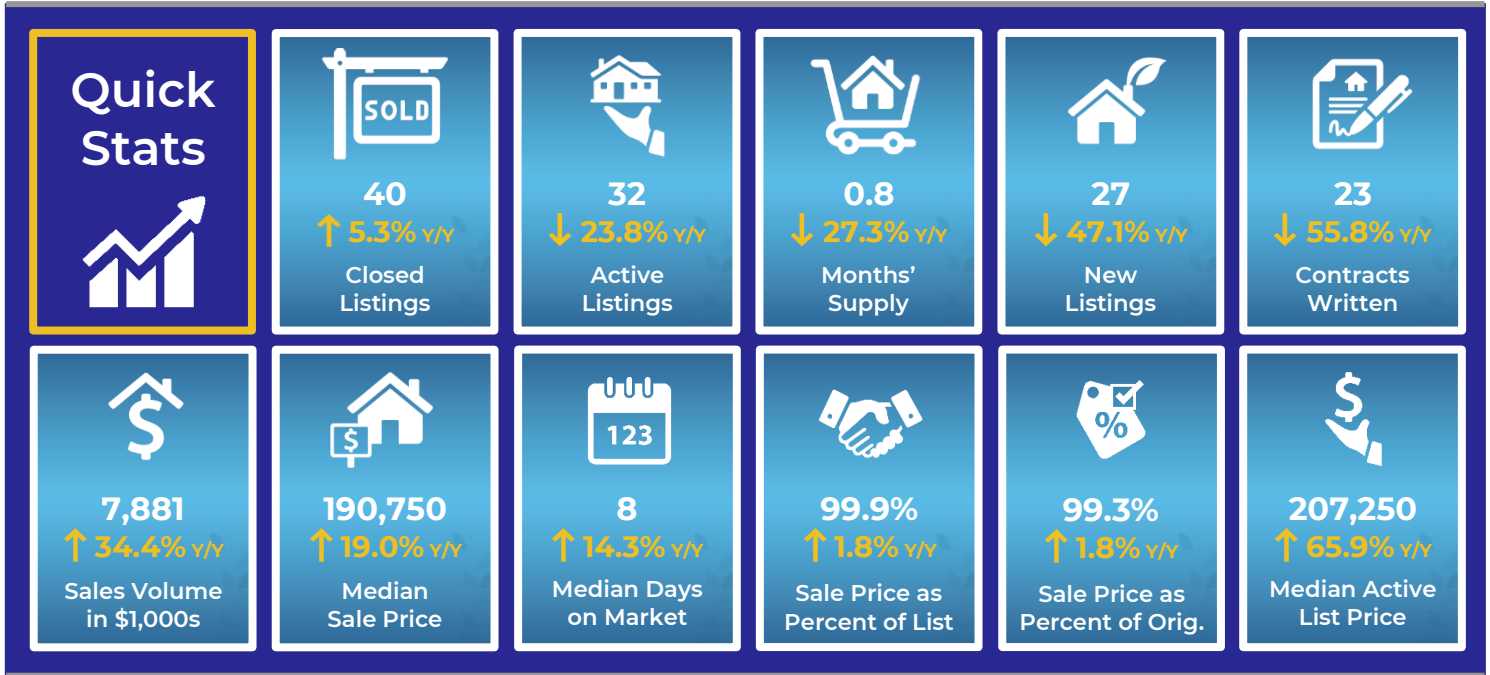 Quick
Stats
SOLD
40
↑ 5.3% Y/Y
Closed
Listings
32
↓ 23.8% Y/Y
Active
Listings
0.8
↓ 27.3% Y/Y
Months’
Supply
27
↓ 47.1% Y/Y
New
Listings
23
↓ 55.8% Y/Y
Contracts
Written
$
7,881
↑ 34.4% Y/Y
Sales Volume
in $1,000s
$
190,750
↑ 19.0% Y/Y
Median
Sale Price
123
8
↑ 14.3% Y/Y
Median Days
on Market
99.9%
↑ 1.8% Y/Y
Sale Price as
Percent of List
%
99.3%
↑ 1.8% Y/Y
Sale Price as
Percent of Orig.
$
207,250
↑ 65.9% Y/Y
Median Active
List Price